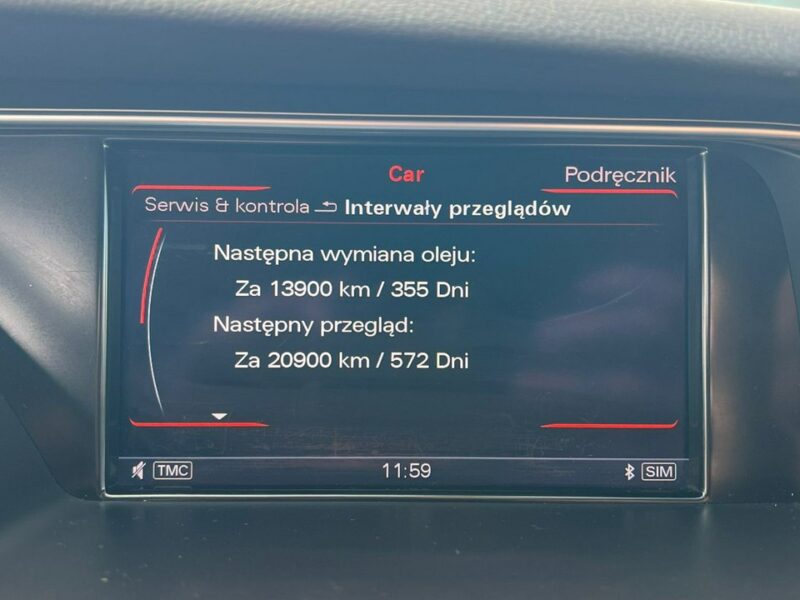 Car
Podręcznik
Serwis & kontrola Interwały przeglądów
Następna wymiana oleju:
Za 13900 km / 355 Dni
Następny przegląd:
Za 20900 km / 572 Dni
TMC 11:59 SIM